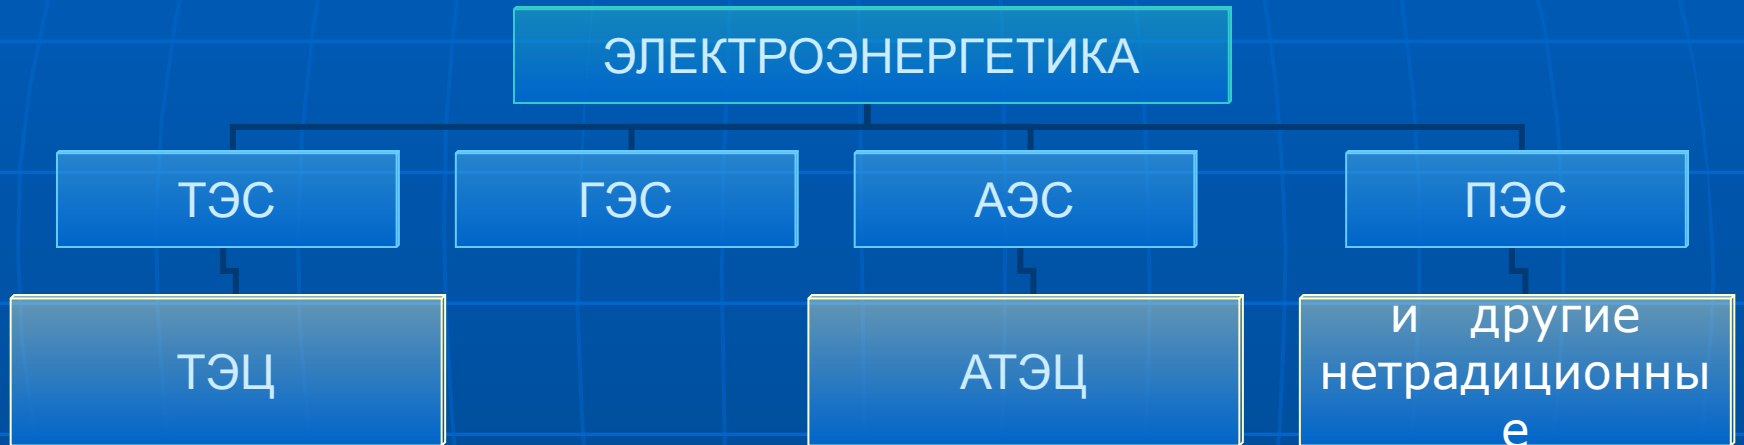 ЭЛЕКТРОЭНЕРГЕТИКА
ТЭС
ГЭС
АЭС
ПЭС
ТЭЦ
АТЭЦ
и другие
нетрадиционны
е